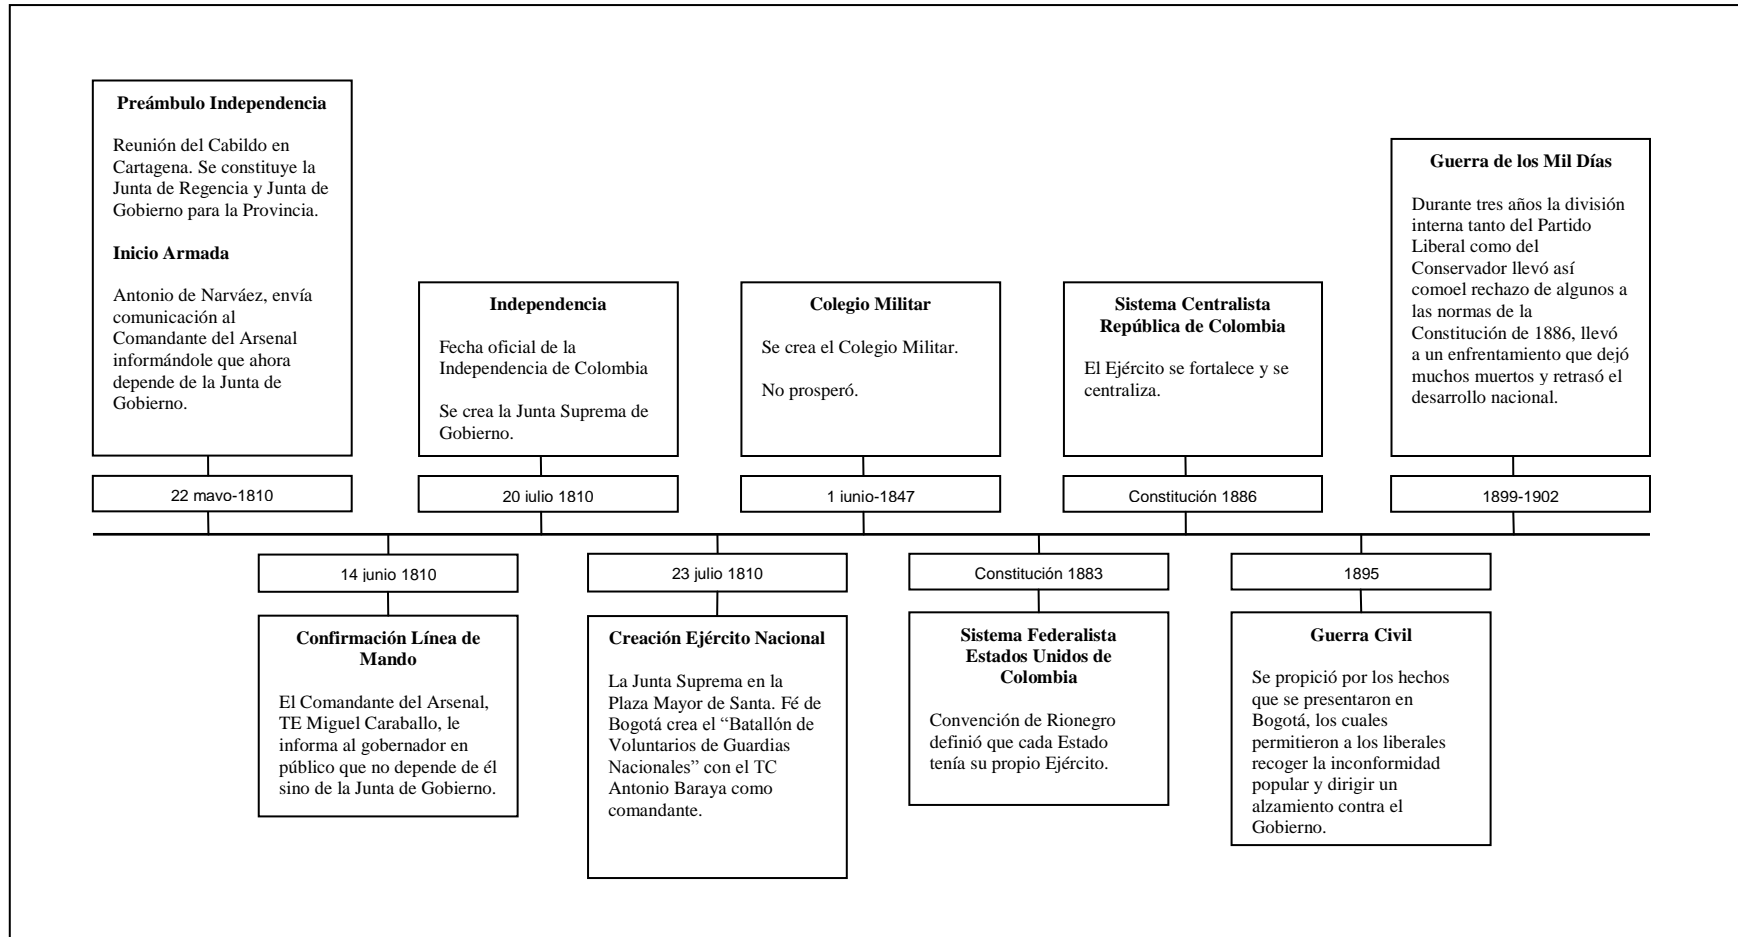 Preámbulo Independencia
Reunión del Cabildo en
Cartagena. Se constituye la
Junta de Regencia y Junta de
Gobierno para la Provincia.
Inicio Armada
Antonio de Narváez, envía
comunicación al
Comandante del Arsenal
informándole que ahora
depende de la Junta de
Gobierno.
22 mayo-1810
Independencia
Fecha oficial de la
Independencia de Colombia
Se crea la Junta Suprema de
Gobierno.
20 julio 1810
Colegio Militar
Se crea el Colegio Militar.
No prosperó.
1 junio-1847
Sistema Centralista
República de Colombia
El Ejército se fortalece y se
centraliza.
Constitución 1886
Guerra de los Mil Días
Durante tres años la división
interna tanto del Partido
Liberal como del
Conservador llevó así
comoel rechazo de algunos a
las normas de la
Constitución de 1886, llevó
a un enfrentamiento que dejó
muchos muertos y retrasó el
desarrollo nacional.
1899-1902
14 junio 1810
Confirmación Línea de
Mando
El Comandante del Arsenal,
TE Miguel Caraballo, le
informa al gobernador en
público que no depende de él
sino de la Junta de Gobierno.
23 julio 1810
Creación Ejército Nacional
La Junta Suprema en la
Plaza Mayor de Santa. Fé de
Bogotá crea el “Batallón de
Voluntarios de Guardias
Nacionales” con el TC
Antonio Baraya como
comandante.
Constitución 1883
Sistema Federalista
Estados Unidos de
Colombia
Convención de Rionegro
definió que cada Estado
tenía su propio Ejército.
1895
Guerra Civil
Se propició por los hechos
que se presentaron en
Bogotá, los cuales
permitieron a los liberales
recoger la inconformidad
popular y dirigir un
alzamiento contra el
Gobierno.